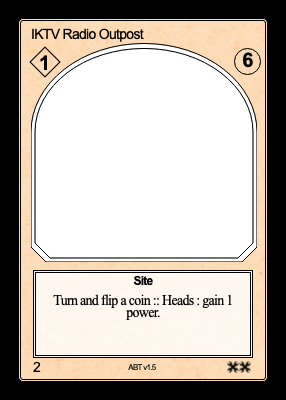 IKTV Radio Outpost
1
6
Site
Turn and flip a coin :: Heads : gain 1
power.
2
ABT v1.5